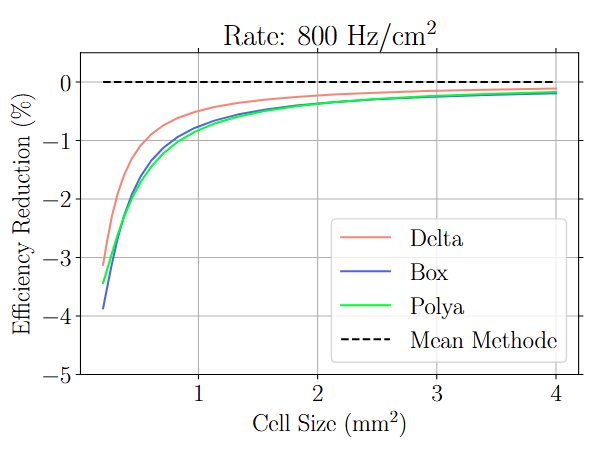 Rate: 800 Hz/cm²
Efficiency Reduction (%)
0
−1
−2
−3
−4
−5
Delta
Box
Polya
Mean Methode
1 2 3 4
Cell Size (mm²)